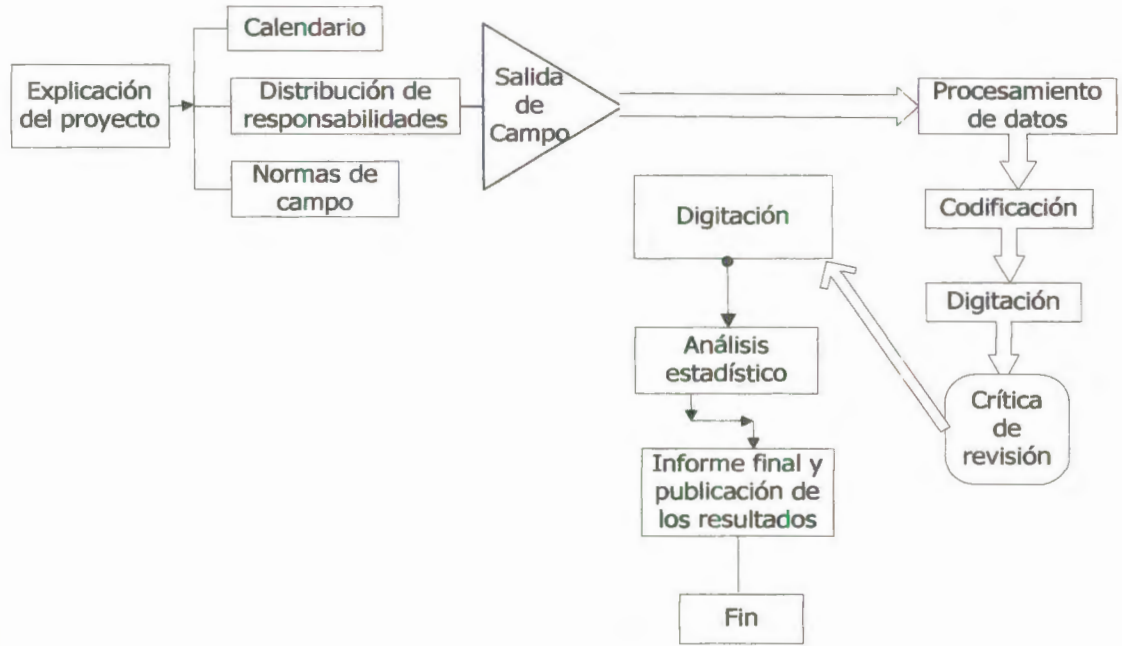 Explicación
del proyecto
Calendario
Distribución de
responsabilidades
Normas de
campo
Salida
de
Campo
Procesamiento
de datos
Codificación
Digitación
Crítica
de
revisión
Digitación
Análisis
estadístico
Informe final y
publicación de
los resultados
Fin